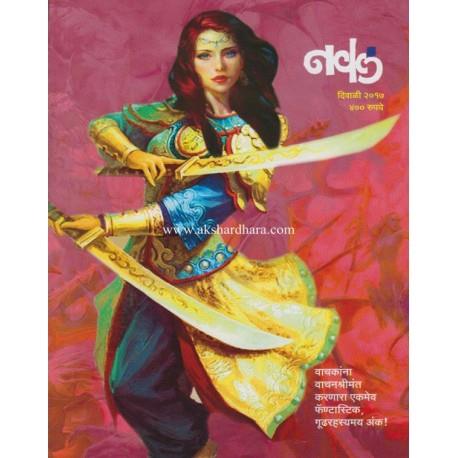 नवल
दिवाळी २०१७
४०० रुपये
www.akshardhara.com
वाचकांना
वाचनश्रीमंत
करणारा एकमेव
फॅण्टास्टिक,
गूढरहस्यमय अंक!